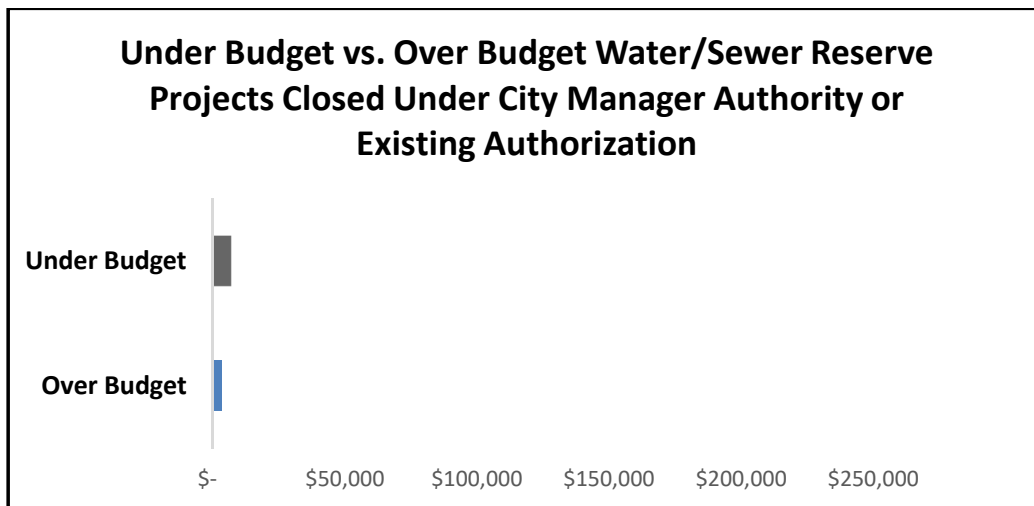 Under Budget vs. Over Budget Water/Sewer Reserve
Projects Closed Under City Manager Authority or
Existing Authorization
Under Budget
Over Budget
$- $50,000 $100,000 $150,000 $200,000 $250,000